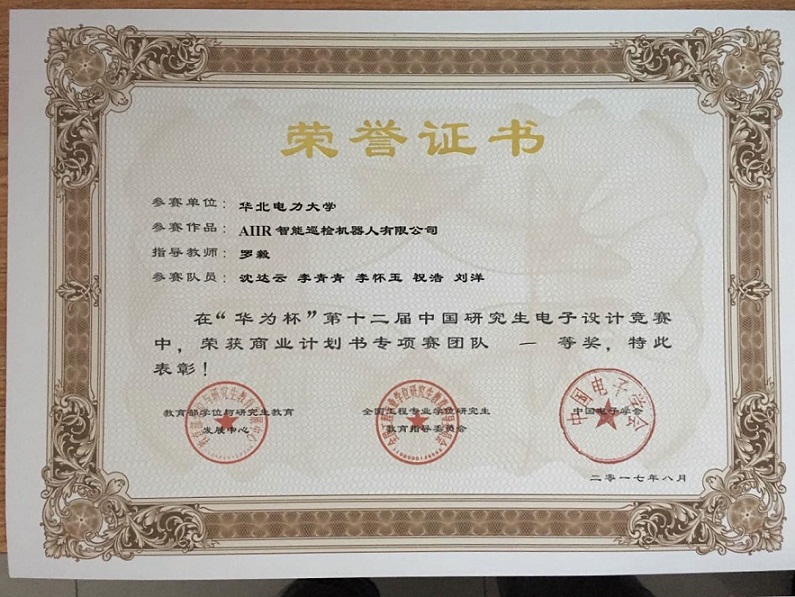 荣誉证书
参赛单位：华北电力大学
参赛作品：AIIR 智能巡检机器人有限公司
指导教师：罗毅
参赛队员：沈达云 李青青 李怀玉 祝浩 刘洋
在“华为杯”第十二届中国研究生电子设计竞赛
中，荣获商业计划书专项赛团队 一 等奖，特此
表彰！
教育部学位与研究生教育 全国工程专业学位研究生 中国电子学会
发展中心 教育指导委员会
中国电子学会
二零一七年八月